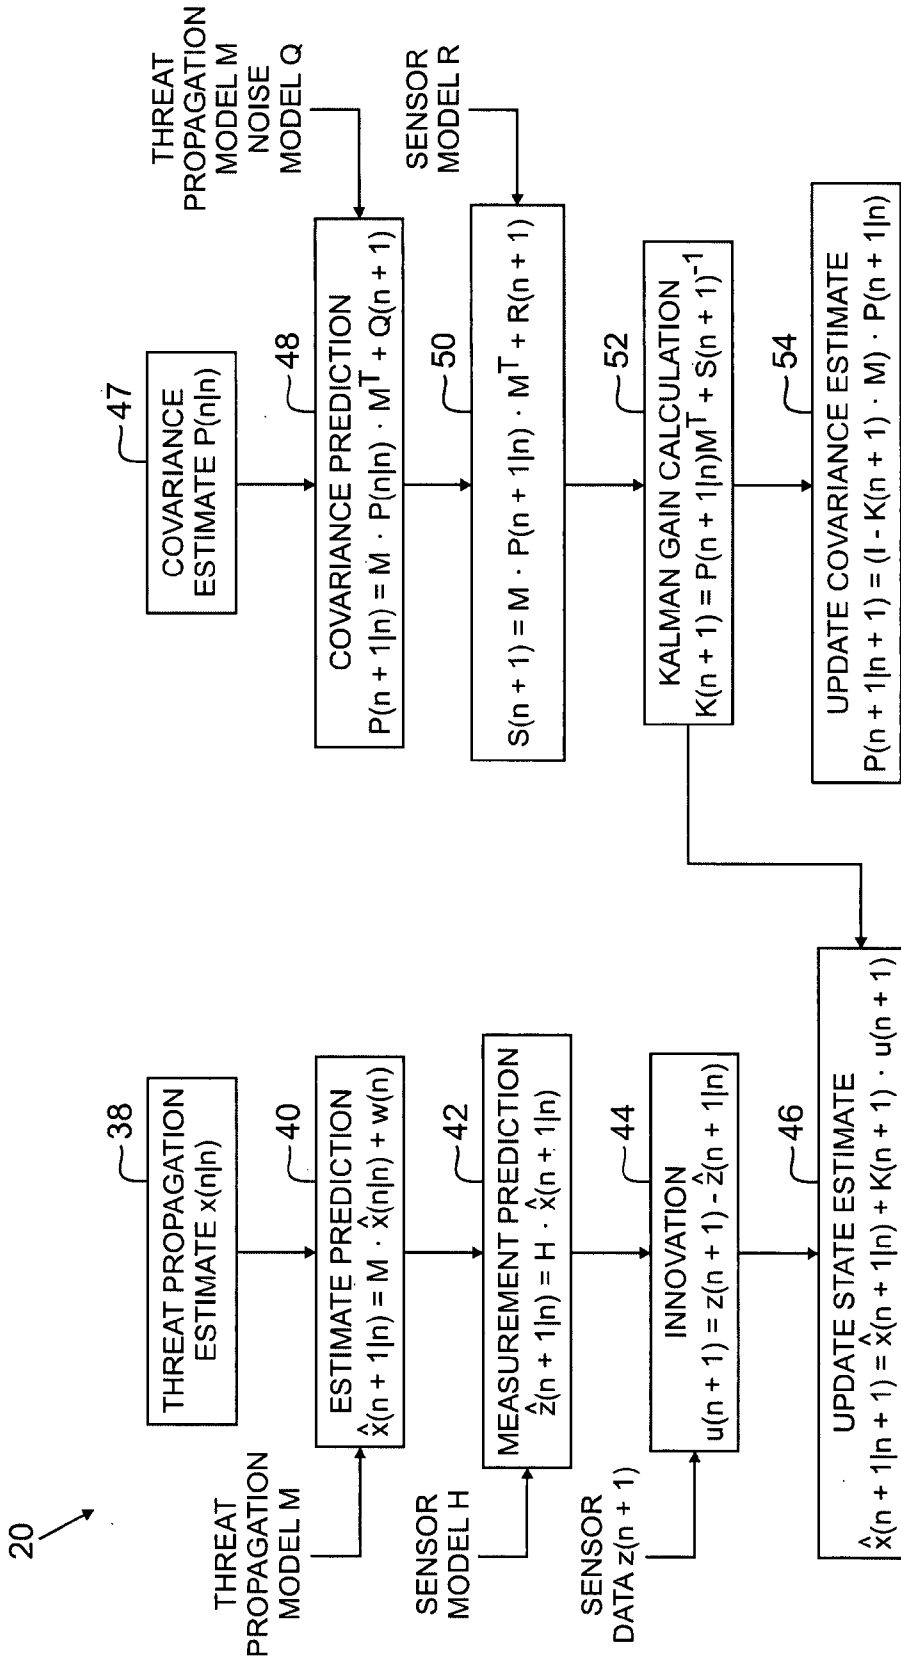 20
38
THREAT PROPAGATION
ESTIMATE x(n|n)
THREAT
PROPAGATION
MODEL M
40
ESTIMATE PREDICTION
x̂(n + 1|n) = M · x̂(n|n) + w(n)
SENSOR
MODEL H
42
MEASUREMENT PREDICTION
ẑ(n + 1|n) = H · x̂(n + 1|n)
SENSOR
DATA z(n + 1)
44
INNOVATION
u(n + 1) = z(n + 1) - ẑ(n + 1|n)
46
UPDATE STATE ESTIMATE
x̂(n + 1|n + 1) = x̂(n + 1|n) + K(n + 1) · u(n + 1)
47
COVARIANCE
ESTIMATE P(n|n)
THREAT
PROPAGATION
MODEL M
NOISE
MODEL Q
48
COVARIANCE PREDICTION
P(n + 1|n) = M · P(n|n) · Mᵀ + Q(n + 1)
SENSOR
MODEL R
50
S(n + 1) = M · P(n + 1|n) · Mᵀ + R(n + 1)
52
KALMAN GAIN CALCULATION
K(n + 1) = P(n + 1|n)Mᵀ + S(n + 1)⁻¹
54
UPDATE COVARIANCE ESTIMATE
P(n + 1|n + 1) = (I - K(n + 1) · M) · P(n + 1|n)